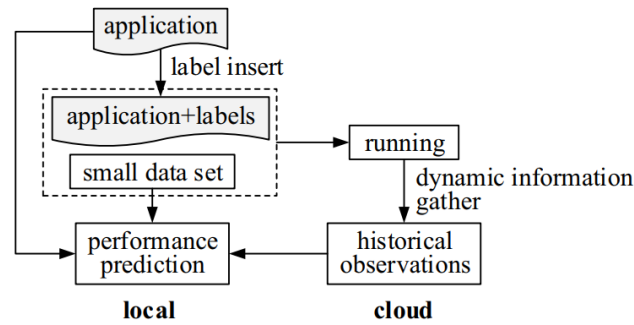 application
label insert
application+labels
running
small data set
dynamic information
gather
performance
prediction
historical
observations
local
cloud